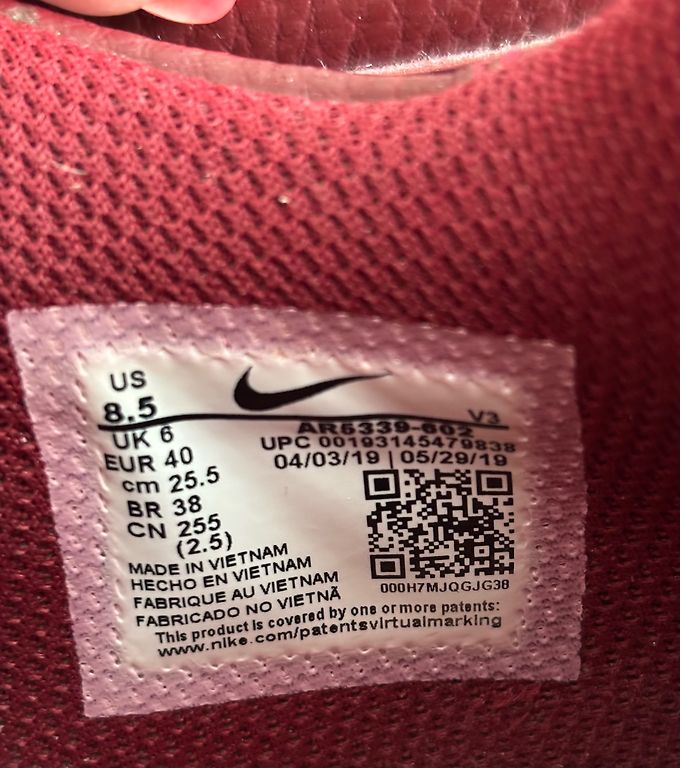 US
8.5
V3
UK 6
AR5339-602
EUR 40
UPC 00193145479838
cm 25.5
04/03/19 | 05/29/19
BR 38
CN 255
(2.5)
MADE IN VIETNAM
HECHO EN VIETNAM
FABRIQUE AU VIETNAM
FABRICADO NO VIETNÃ
000H7MJQGJG38
This product is covered by one or more patents:
www.nike.com/patentsvirtualmarking